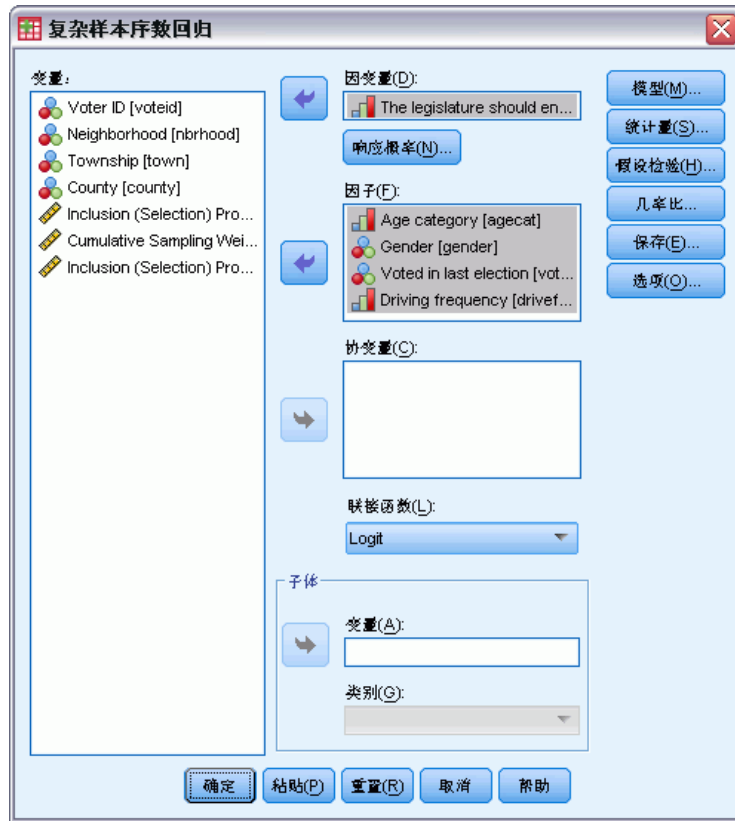 复杂样本序数回归
变量:
Voter ID [voteid]
Neighborhood [nbrhood]
Township [town]
County [county]
Inclusion (Selection) Pro...
Cumulative Sampling Wei...
Inclusion (Selection) Pro...
因变量(D):
The legislature should en...
响应概率(N)...
因子(F):
Age category [agecat]
Gender [gender]
Voted in last election [vot...
Driving frequency [drivef...
协变量(C):
联接函数(L):
Logit
子体
变量(A):
类别(G):
模型(M)...
统计量(S)...
假设检验(H)...
几率比...
保存(E)...
选项(O)...
确定
粘贴(P)
重置(R)
取消
帮助